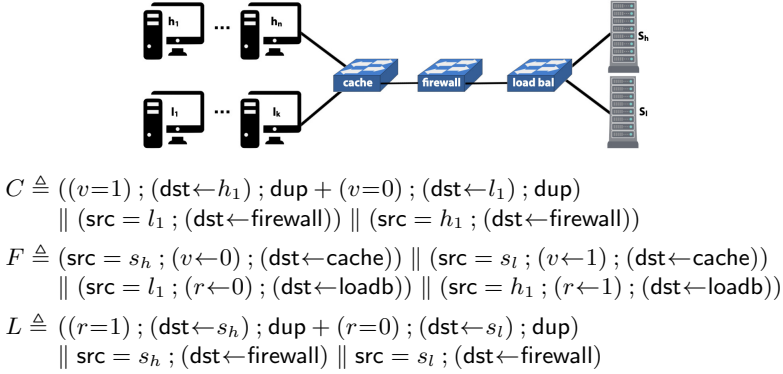 h₁ ... hₙ
Sₕ
cache firewall load bal
l₁ ... lₖ
Sₗ
C ≜ ((v=1) ; (dst←h₁) ; dup + (v=0) ; (dst←l₁) ; dup)
∥ (src = l₁ ; (dst←firewall)) ∥ (src = h₁ ; (dst←firewall))
F ≜ (src = sₕ ; (v←0) ; (dst←cache)) ∥ (src = sₗ ; (v←1) ; (dst←cache))
∥ (src = l₁ ; (r←0) ; (dst←loadb)) ∥ (src = h₁ ; (r←1) ; (dst←loadb))
L ≜ ((r=1) ; (dst←sₕ) ; dup + (r=0) ; (dst←sₗ) ; dup)
∥ src = sₕ ; (dst←firewall) ∥ src = sₗ ; (dst←firewall)